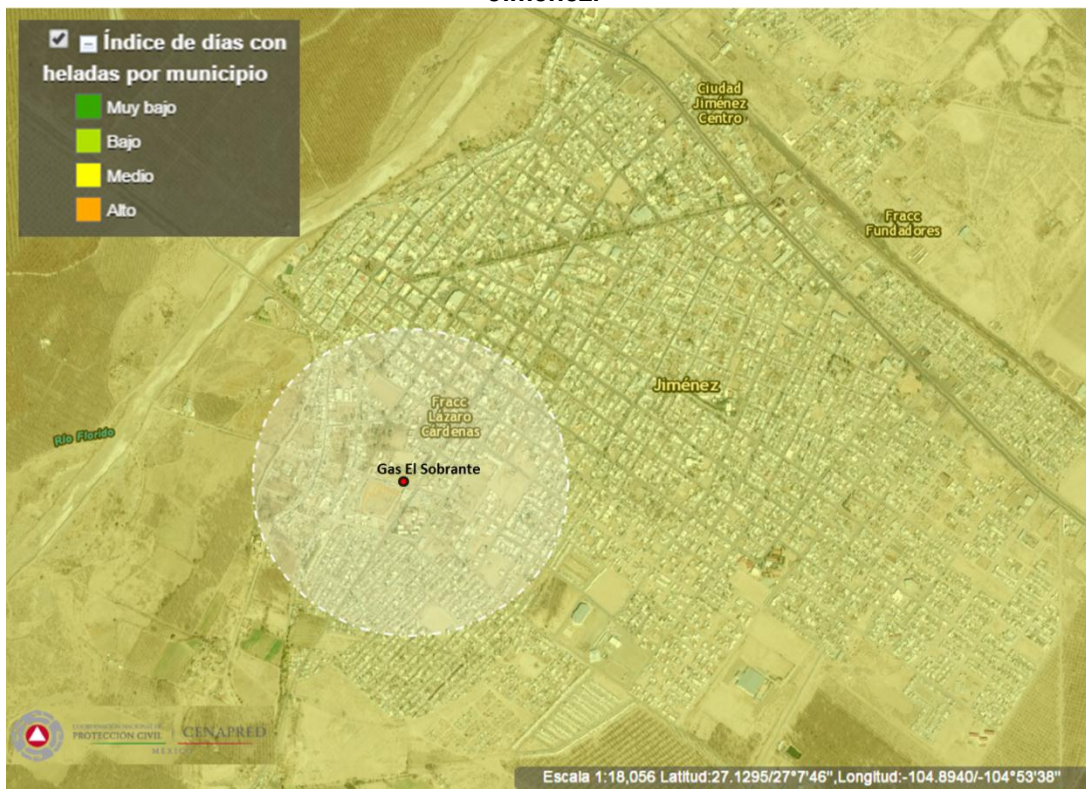 Índice de días con
heladas por municipio
Muy bajo
Bajo
Medio
Alto
Ciudad
Jiménez
Centro
Fracc
Fundadores
Jiménez
Fracc
Lázaro
Cardenas
Río Florido
Gas El Sobrante
PROTECCIÓN CIVIL
CENAPRED
MÉXICO
Escala 1:18,056 Latitud:27.1295/27°7'46",Longitud:-104.8940/-104°53'38"